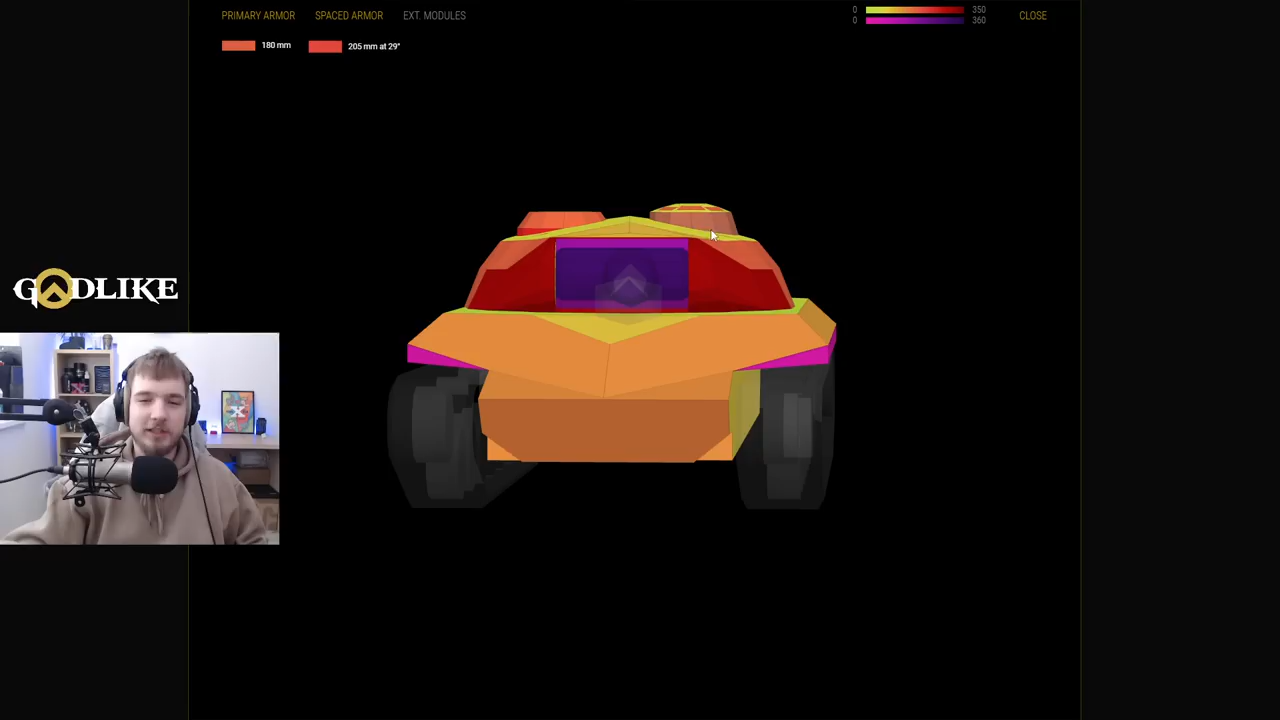 PRIMARY ARMOR SPACED ARMOR EXT. MODULES
0 350
0 360
CLOSE
180 mm 205 mm at 29°
GODLIKE